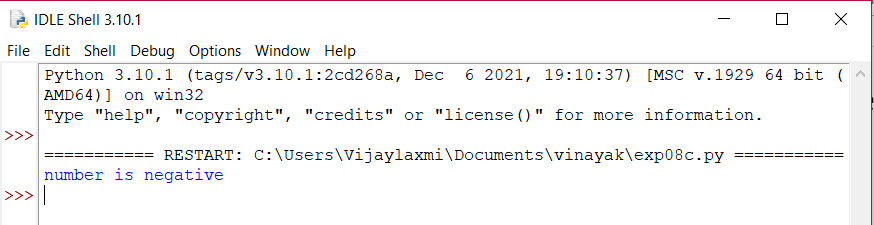 IDLE Shell 3.10.1
File Edit Shell Debug Options Window Help
Python 3.10.1 (tags/v3.10.1:2cd268a, Dec  6 2021, 19:10:37) [MSC v.1929 64 bit (
AMD64)] on win32
Type "help", "copyright", "credits" or "license()" for more information.
>>>
=========== RESTART: C:\Users\Vijaylaxmi\Documents\vinayak\exp08c.py ===========
number is negative
>>>